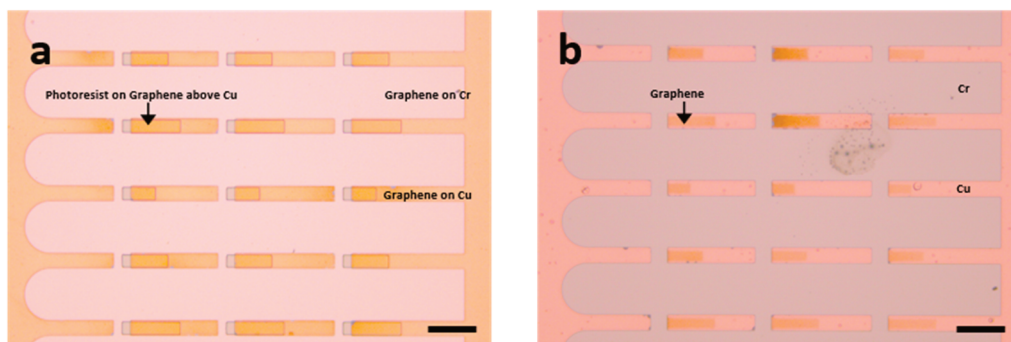 a
Photoresist on Graphene above Cu
Graphene on Cr
Graphene on Cu
b
Graphene
Cr
Cu